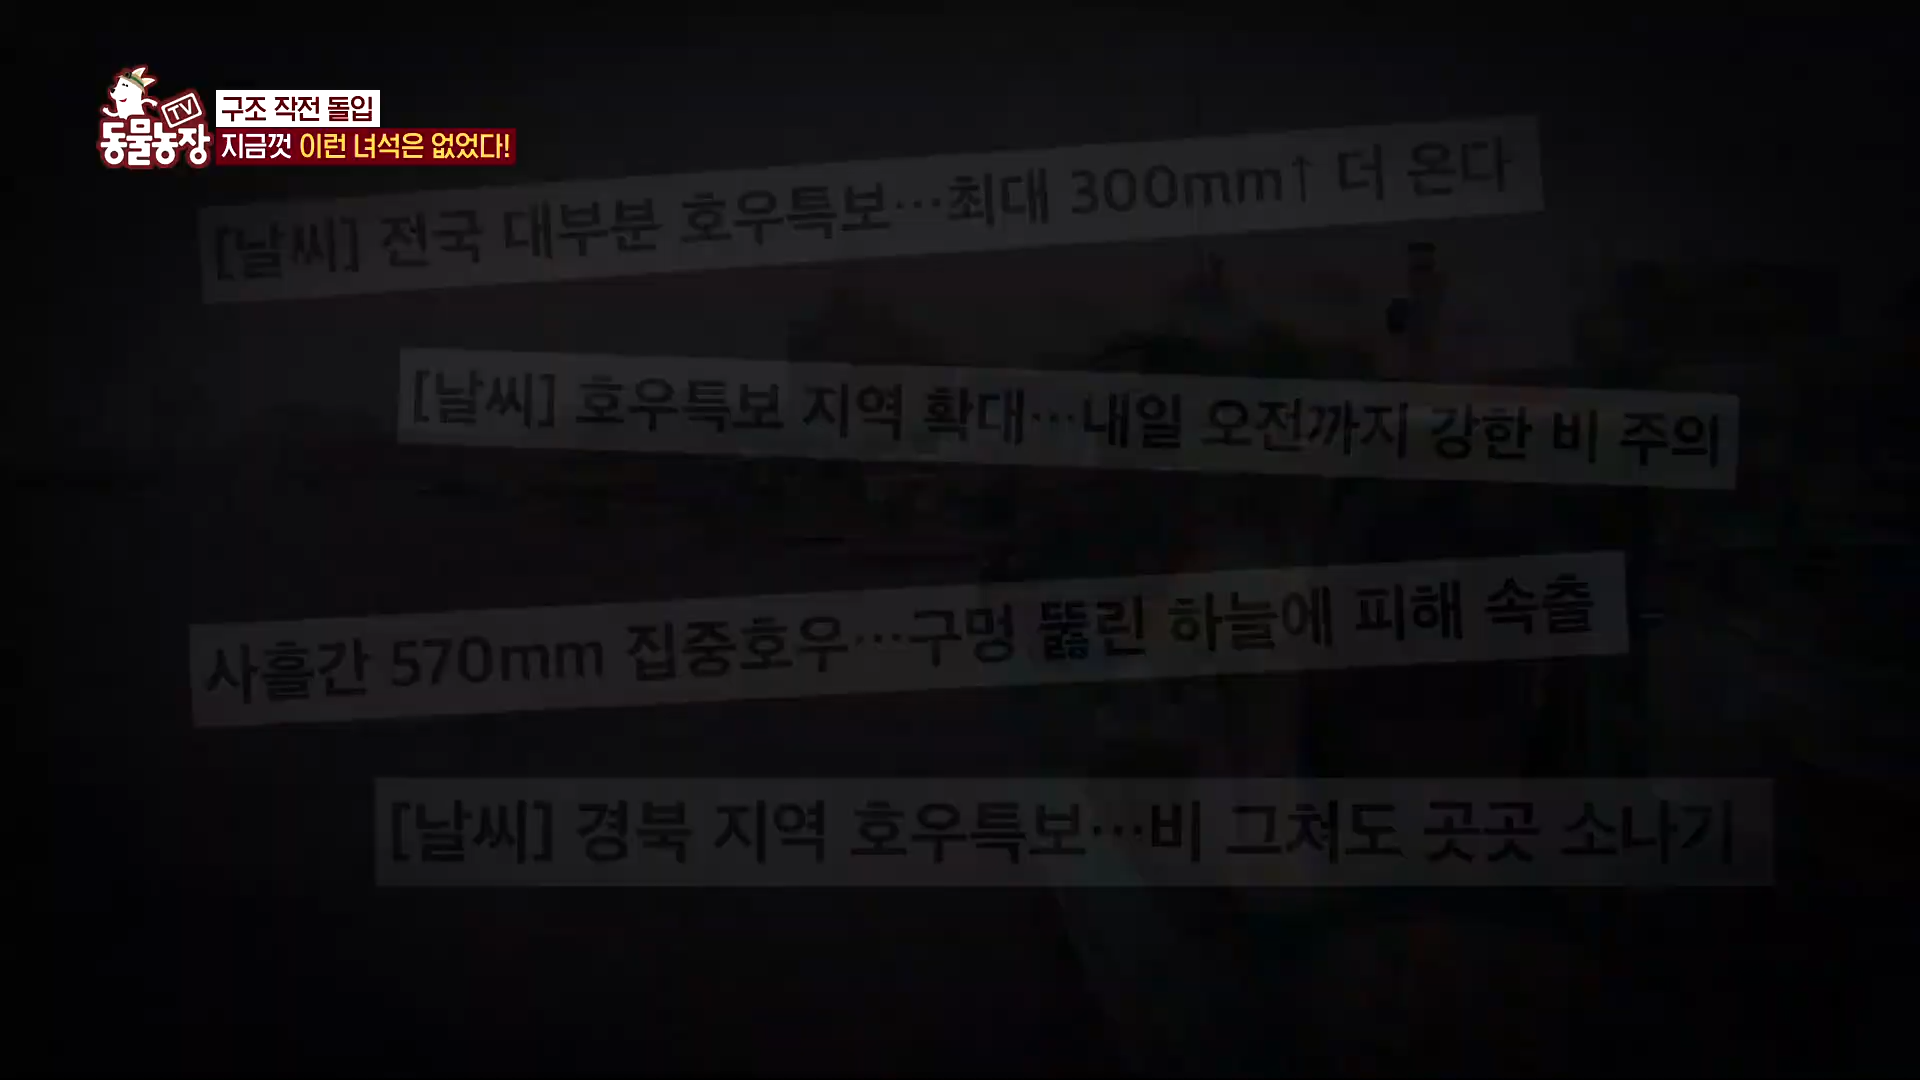 구조 작전 돌입
TV
동물농장
지금껏 이런 녀석은 없었다!
[날씨] 전국 대부분 호우특보…최대 300mm↑ 더 온다
[날씨] 호우특보 지역 확대…내일 오전까지 강한 비 주의
사흘간 570mm 집중호우…구멍 뚫린 하늘에 피해 속출
[날씨] 경북 지역 호우특보…비 그쳐도 곳곳 소나기